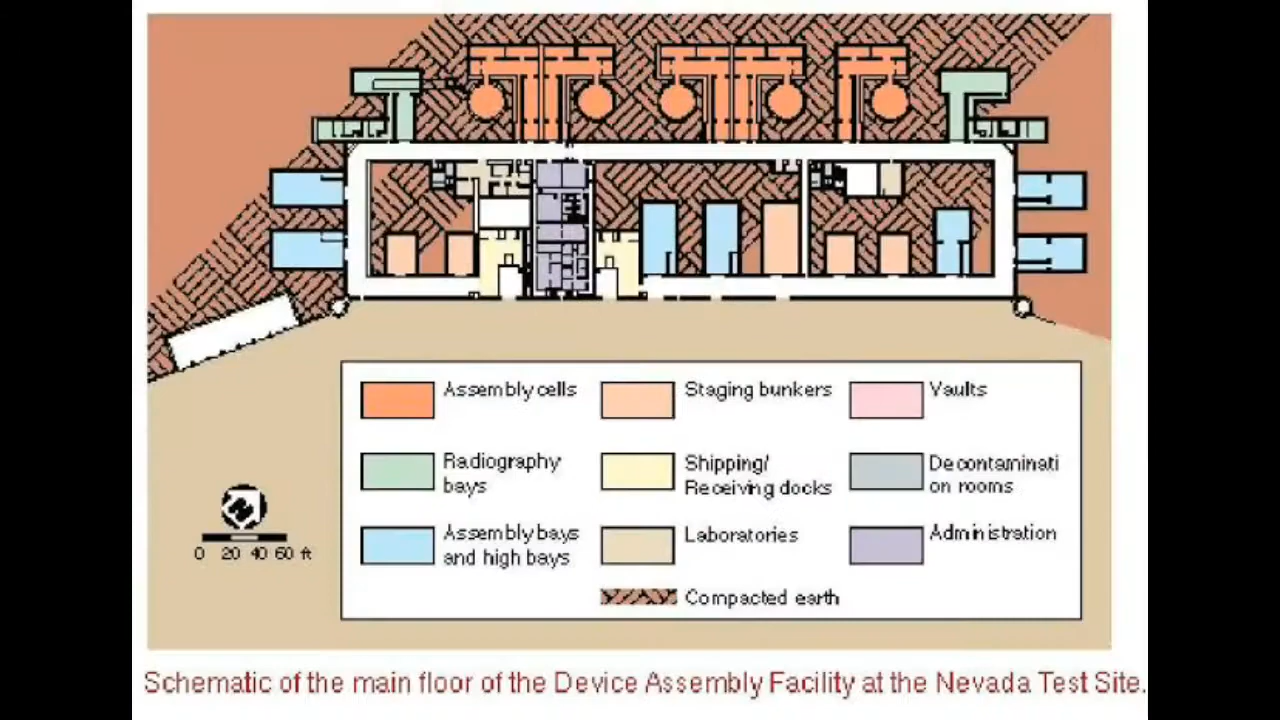 Assembly cells
Staging bunkers
Vaults
Radiography
bays
Shipping/
Receiving docks
Decontaminati
on rooms
Assembly bays
and high bays
Laboratories
Administration
Compacted earth
N
0 20 40 60 ft
Schematic of the main floor of the Device Assembly Facility at the Nevada Test Site.